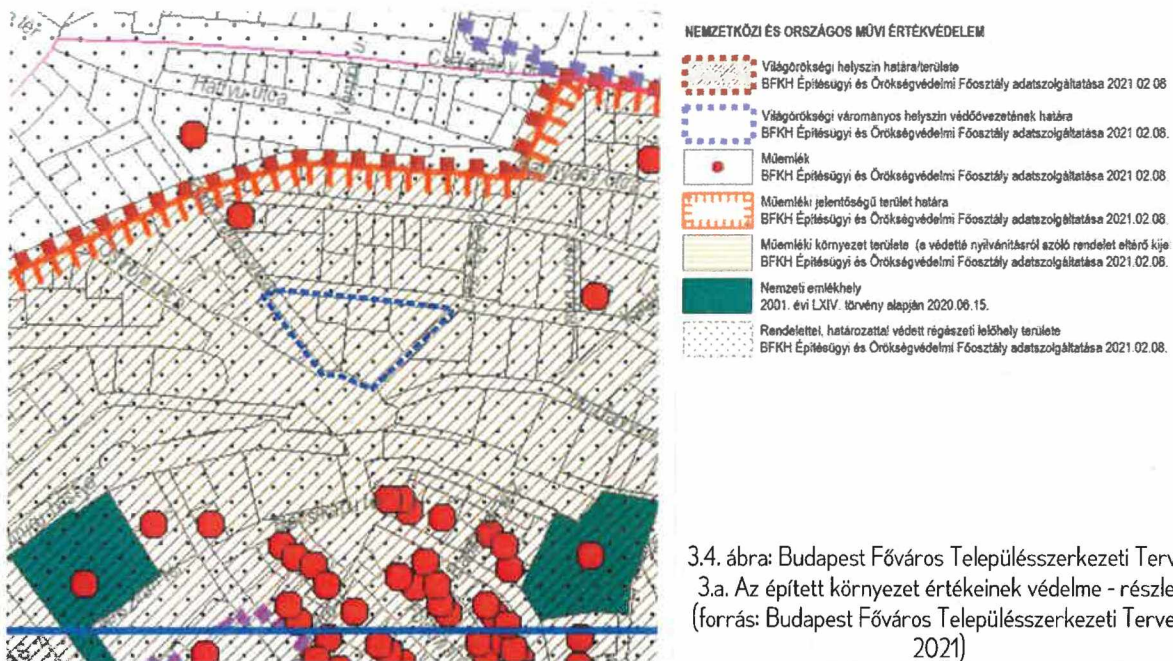 NEMZETKÖZI ÉS ORSZÁGOS MŰVI ÉRTÉKVÉDELEM
Világörökségi helyszín határa/területe
BFKH Építésügyi és Örökségvédelmi Főosztály adatszolgáltatása 2021.02.08
Világörökségi várományos helyszín védőövezetének határa
BFKH Építésügyi és Örökségvédelmi Főosztály adatszolgáltatása 2021.02.08.
Műemlék
BFKH Építésügyi és Örökségvédelmi Főosztály adatszolgáltatása 2021.02.08.
Műemléki jelentőségű terület határa
BFKH Építésügyi és Örökségvédelmi Főosztály adatszolgáltatása 2021.02.08.
Műemléki környezet területe (a védetté nyilvánításról szóló rendelet eltérő kije
BFKH Építésügyi és Örökségvédelmi Főosztály adatszolgáltatása 2021.02.08.
Nemzeti emlékhely
2001. évi LXIV. törvény alapján 2020.06.15.
Rendelettel, határozattal védett régészeti lelőhely területe
BFKH Építésügyi és Örökségvédelmi Főosztály adatszolgáltatása 2021.02.08.
Hattyú utca
3.4. ábra: Budapest Főváros Településszerkezeti Terv
3.a. Az épített környezet értékeinek védelme - részle
(forrás: Budapest Főváros Településszerkezeti Terve
2021)